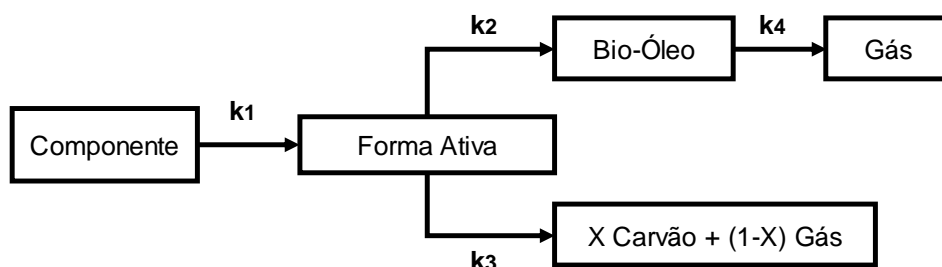 k2
k4
Bio-Óleo
Gás
k1
Componente
Forma Ativa
X Carvão + (1-X) Gás
k3